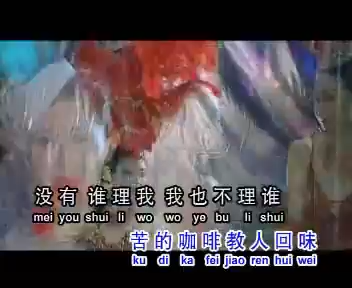 没有 谁理我 我也不理谁
mei you shui li wo wo ye bu li shui
苦的咖啡教人回味
ku di ka fei jiao ren hui wei